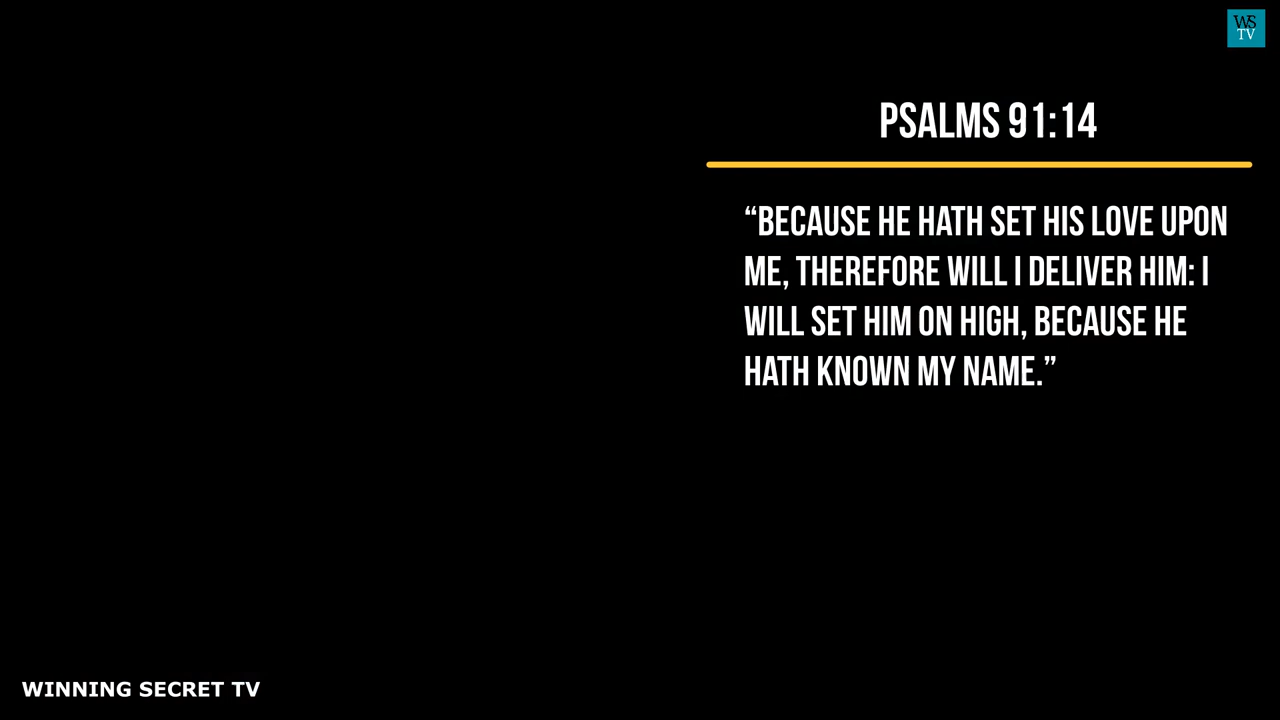 WS
TV
PSALMS 91:14
“BECAUSE HE HATH SET HIS LOVE UPON
ME, THEREFORE WILL I DELIVER HIM: I
WILL SET HIM ON HIGH, BECAUSE HE
HATH KNOWN MY NAME.”
WINNING SECRET TV